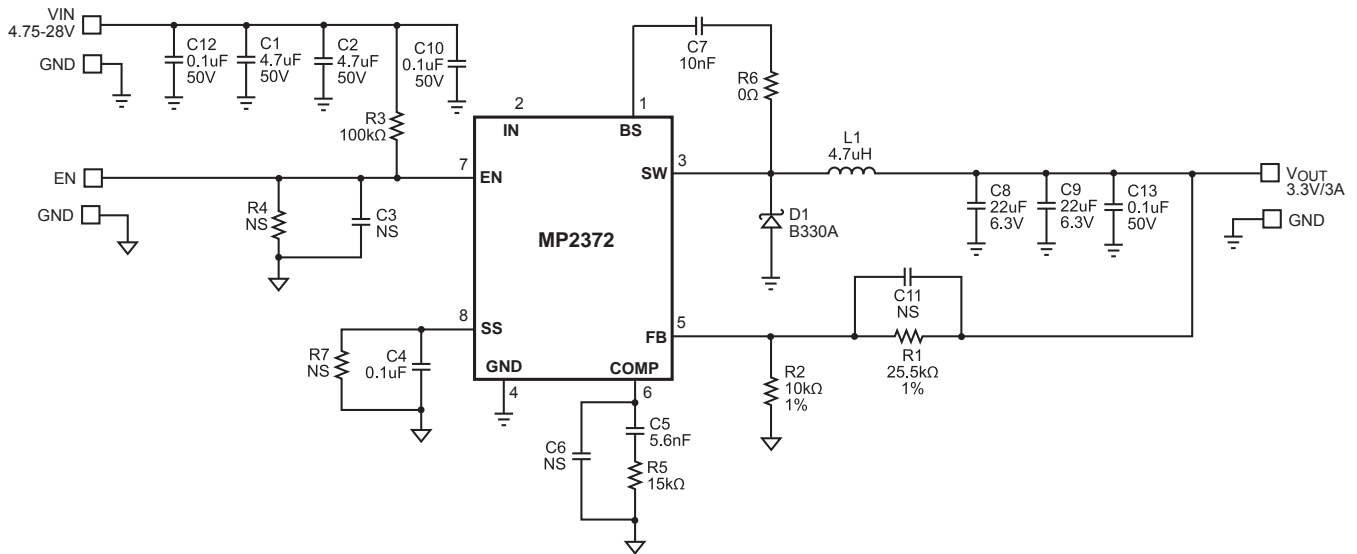 VIN
4.75-28V
GND
C12
0.1uF
50V
C1
4.7uF
50V
C2
4.7uF
50V
C10
0.1uF
50V
R3
100kΩ
C7
10nF
R6
0Ω
2
IN
1
BS
EN
7
EN
GND
R4
NS
C3
NS
3
SW
L1
4.7uH
D1
B330A
C8
22uF
6.3V
C9
22uF
6.3V
C13
0.1uF
50V
VOUT
3.3V/3A
GND
MP2372
C11
NS
R1
25.5kΩ
1%
5
FB
R2
10kΩ
1%
8
SS
R7
NS
C4
0.1uF
GND
4
COMP
6
C6
NS
C5
5.6nF
R5
15kΩ